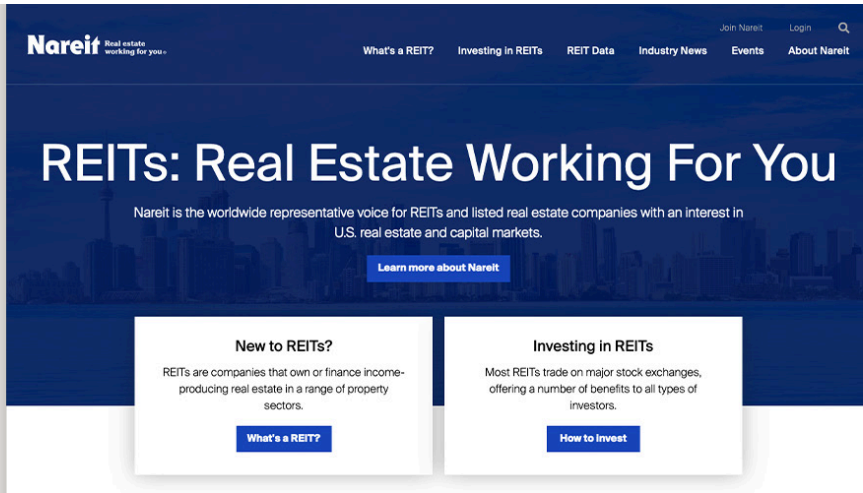 Join Nareit Login
Nareit Real estate
working for you.
What's a REIT? Investing in REITs REIT Data Industry News Events About Nareit
REITs: Real Estate Working For You
Nareit is the worldwide representative voice for REITs and listed real estate companies with an interest in
U.S. real estate and capital markets.
Learn more about Nareit
New to REITs?
REITs are companies that own or finance income-
producing real estate in a range of property
sectors.
What's a REIT?
Investing in REITs
Most REITs trade on major stock exchanges,
offering a number of benefits to all types of
investors.
How to invest